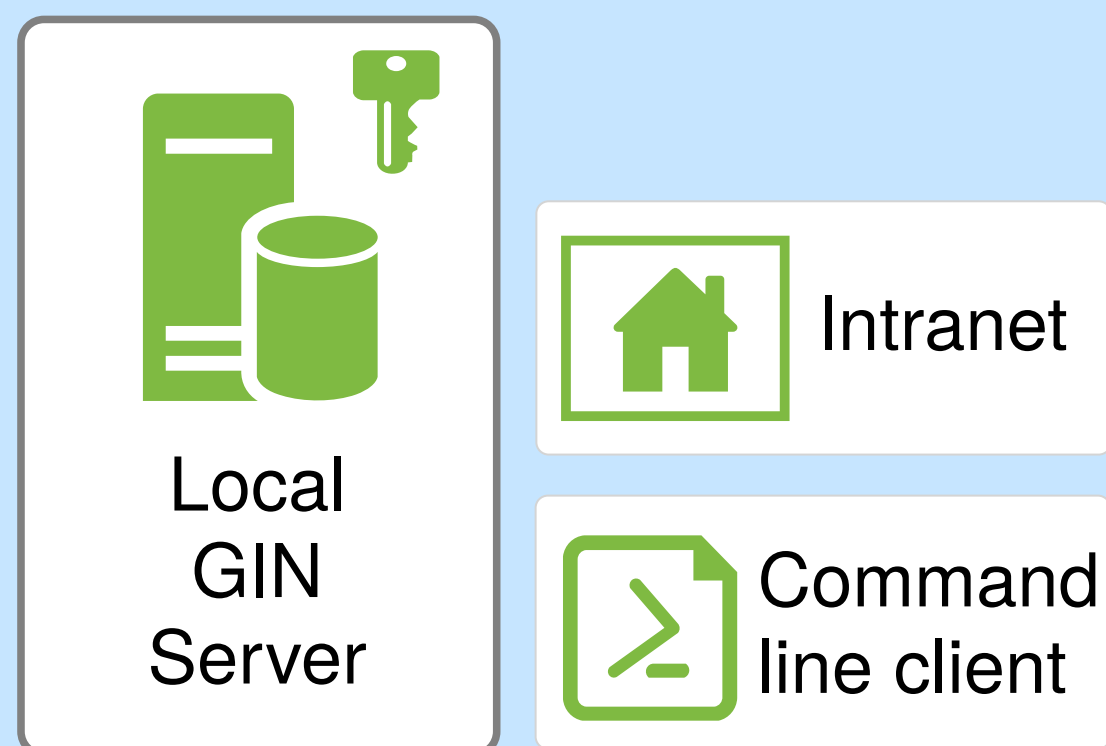 Local
GIN
Server
Intranet
Command
line client